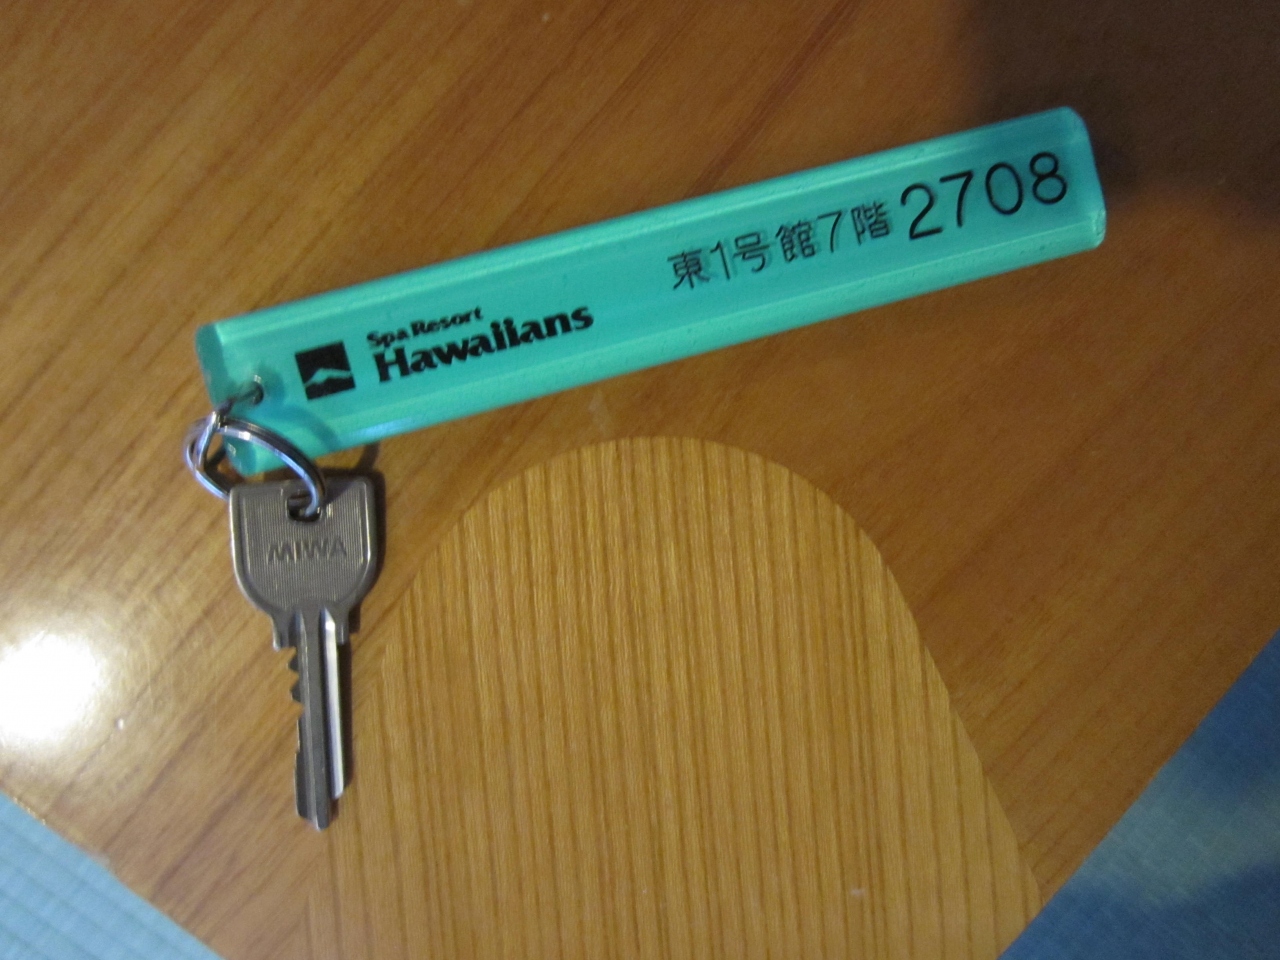 Spa Resort
Hawaiians
東1号館7階 2708
MIWA